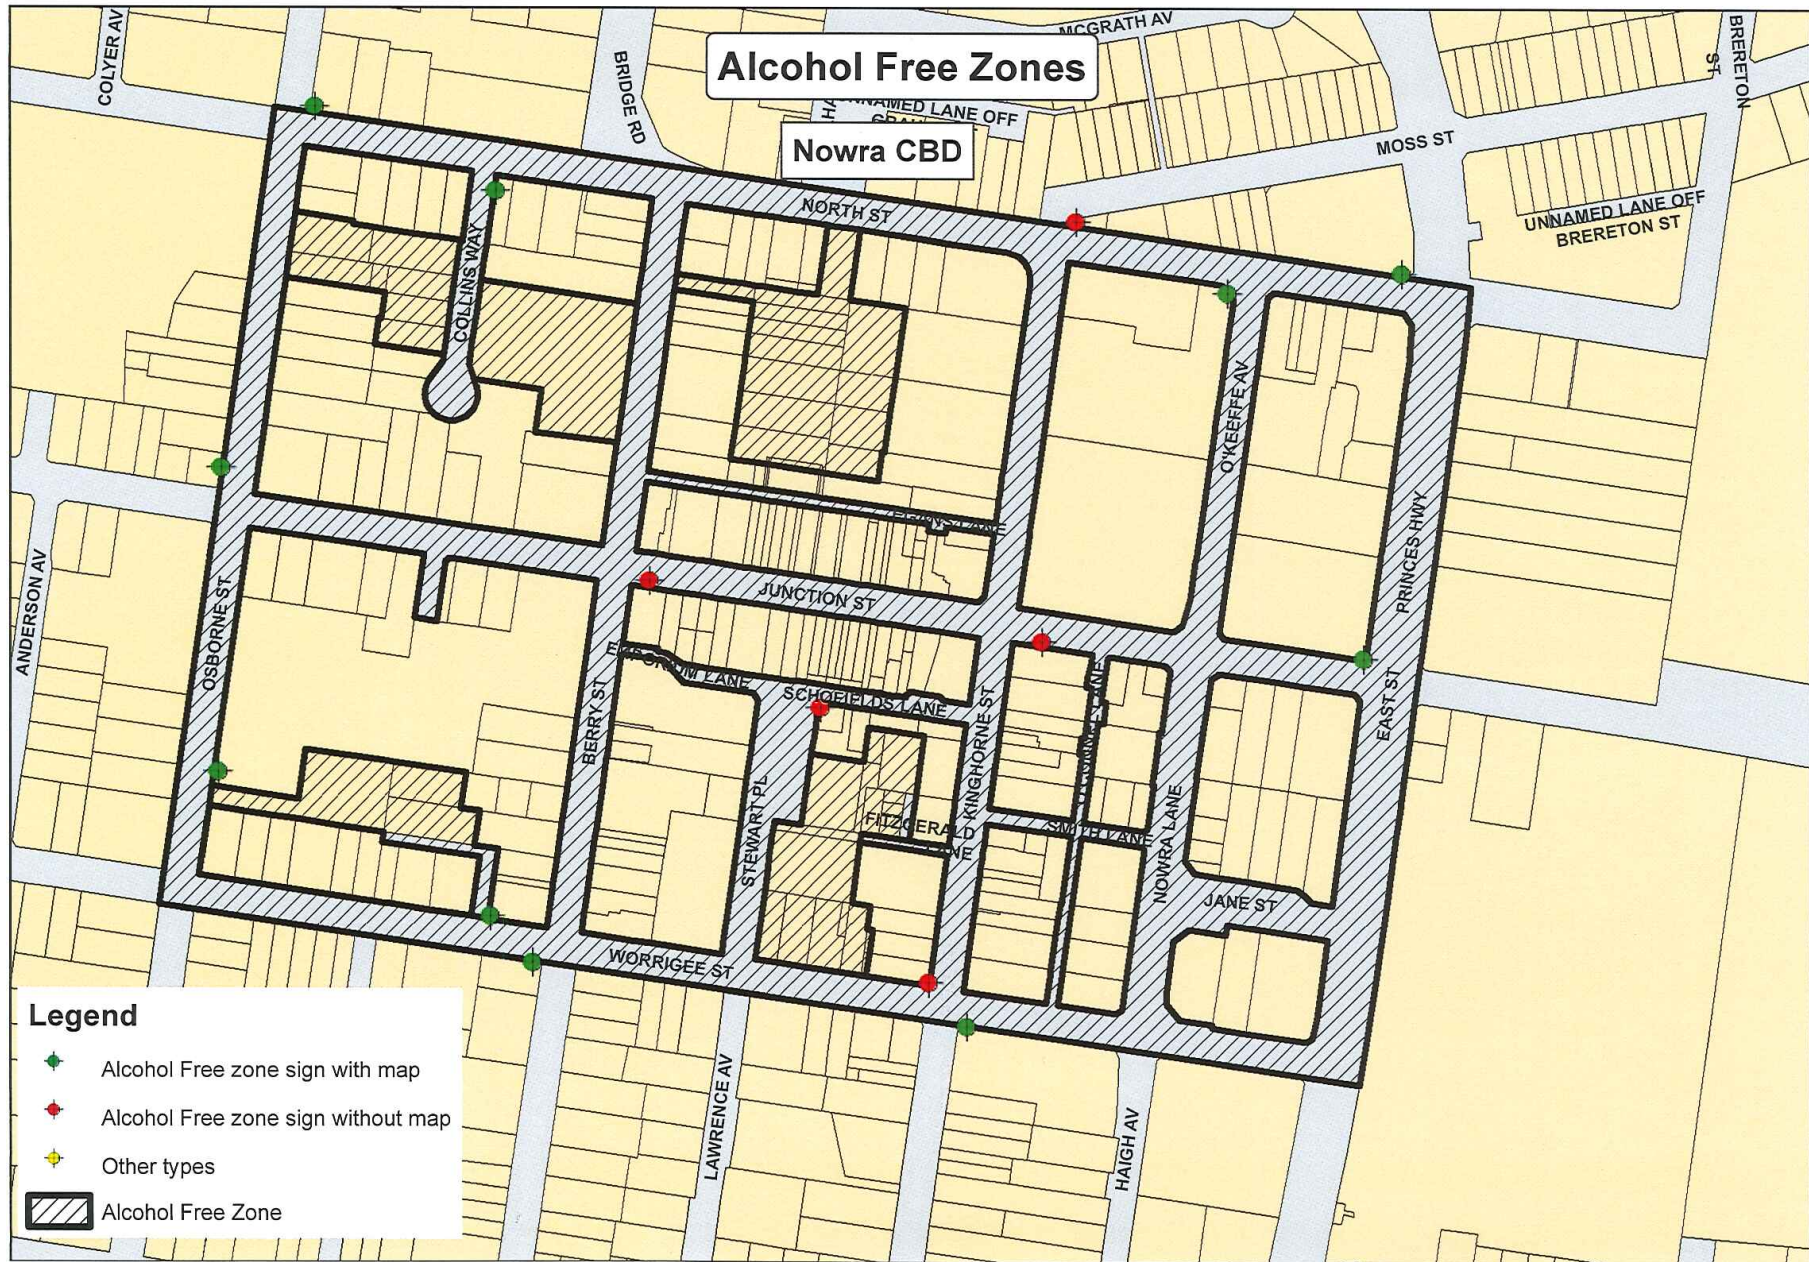 Alcohol Free Zones
Nowra CBD
COLYER AV
BRIDGE RD
MCGRATH AV
UNNAMED LANE OFF
BRERETON
ST
MOSS ST
UNNAMED LANE OFF
BRERETON ST
NORTH ST
COLLINS WAY
O'KEEFFE AV
PRINCES HWY
EAST ST
JUNCTION ST
ANDERSON AV
OSBORNE ST
BERRY ST
EMPORIUM LANE
SCHOFIELDS LANE
KINGHORNE ST
STEWART PL
FITZGERALD
LANE
SMITH LANE
NOWRA LANE
JANE ST
WORRIGEE ST
LAWRENCE AV
HAIGH AV
Legend
Alcohol Free zone sign with map
Alcohol Free zone sign without map
Other types
Alcohol Free Zone